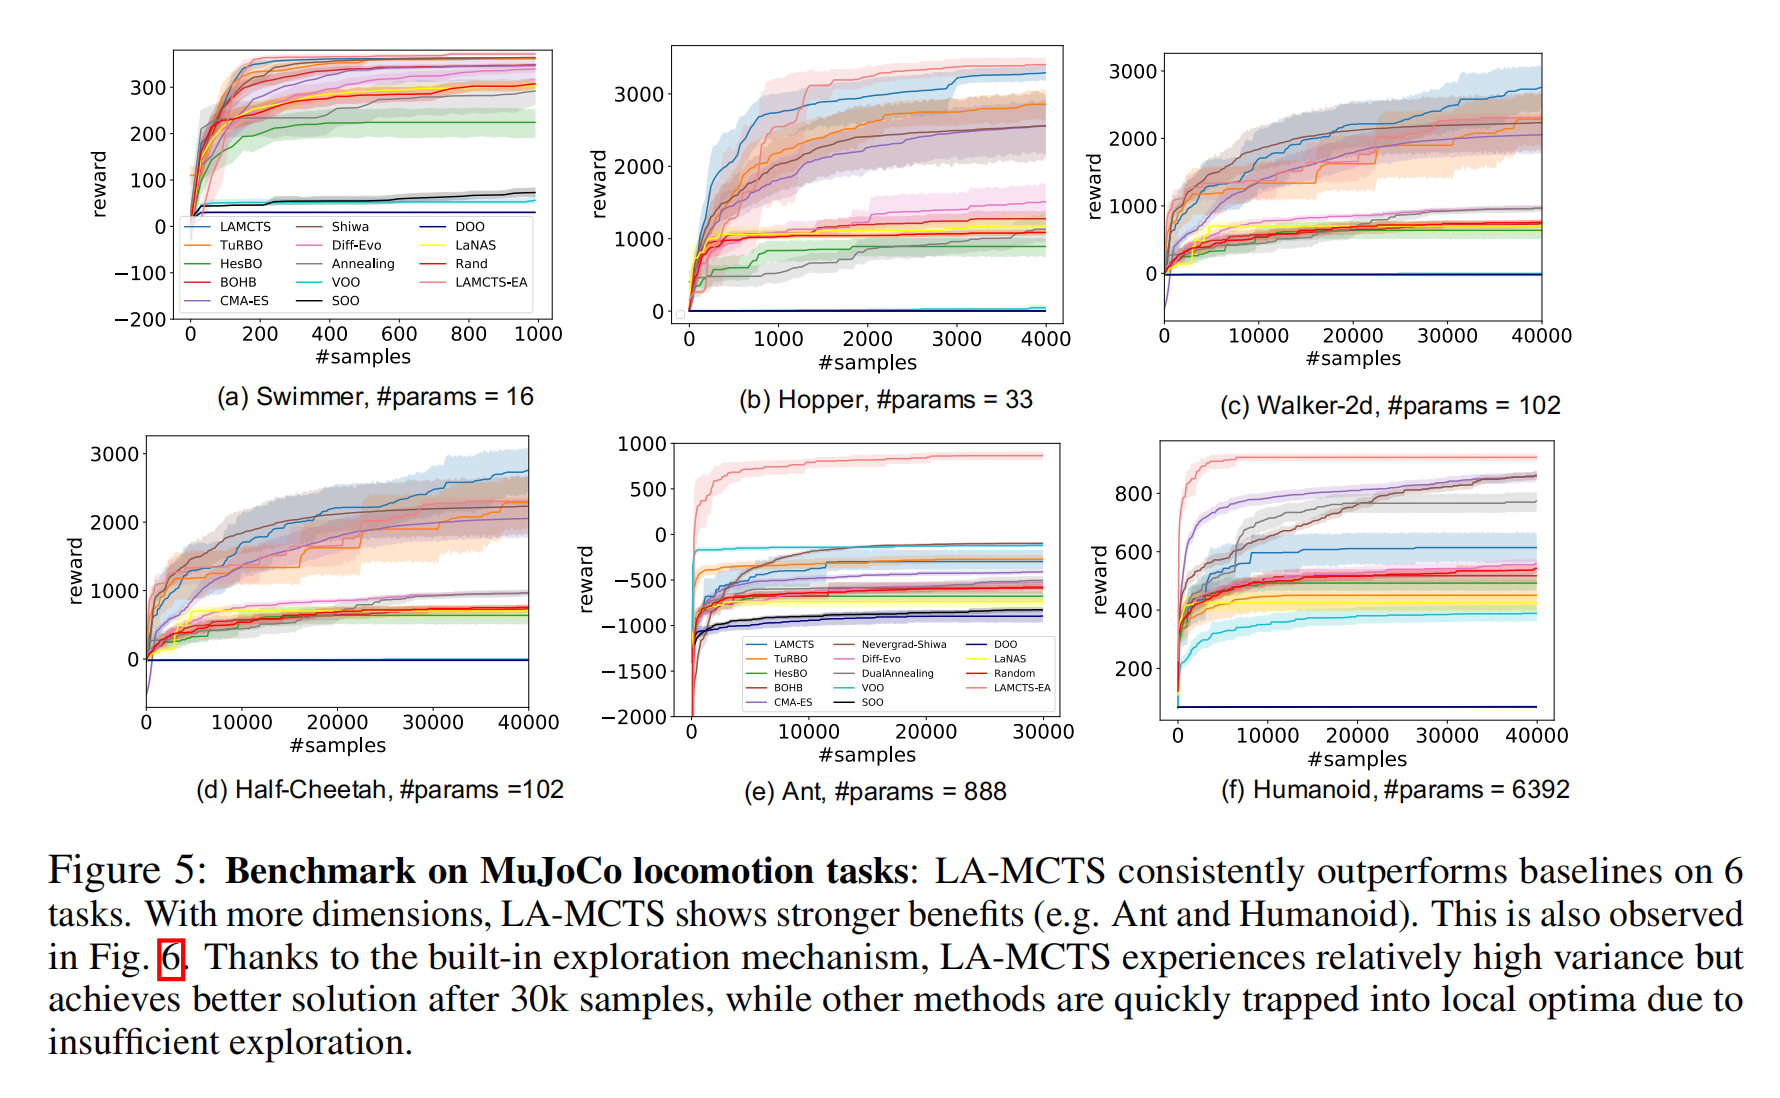 300
200
100
0
−100
−200
reward
LAMCTS
TuRBO
HesBO
BOHB
CMA-ES
Shiwa
Diff-Evo
Annealing
VOO
SOO
DOO
LaNAS
Rand
LAMCTS-EA
0 200 400 600 800 1000
#samples
(a) Swimmer, #params = 16
3000
2000
1000
0
reward
0 1000 2000 3000 4000
#samples
(b) Hopper, #params = 33
3000
2000
1000
0
reward
0 10000 20000 30000 40000
#samples
(c) Walker-2d, #params = 102
3000
2000
1000
0
reward
0 10000 20000 30000 40000
#samples
(d) Half-Cheetah, #params =102
1000
500
0
−500
−1000
−1500
−2000
reward
LAMCTS
TuRBO
HesBO
BOHB
CMA-ES
Nevergrad-Shiwa
Diff-Evo
DualAnnealing
VOO
SOO
DOO
LaNAS
Random
LAMCTS-EA
0 10000 20000 30000
#samples
(e) Ant, #params = 888
800
600
400
200
reward
0 10000 20000 30000 40000
#samples
(f) Humanoid, #params = 6392
Figure 5: Benchmark on MuJoCo locomotion tasks: LA-MCTS consistently outperforms baselines on 6
tasks. With more dimensions, LA-MCTS shows stronger benefits (e.g. Ant and Humanoid). This is also observed
in Fig. 6. Thanks to the built-in exploration mechanism, LA-MCTS experiences relatively high variance but
achieves better solution after 30k samples, while other methods are quickly trapped into local optima due to
insufficient exploration.